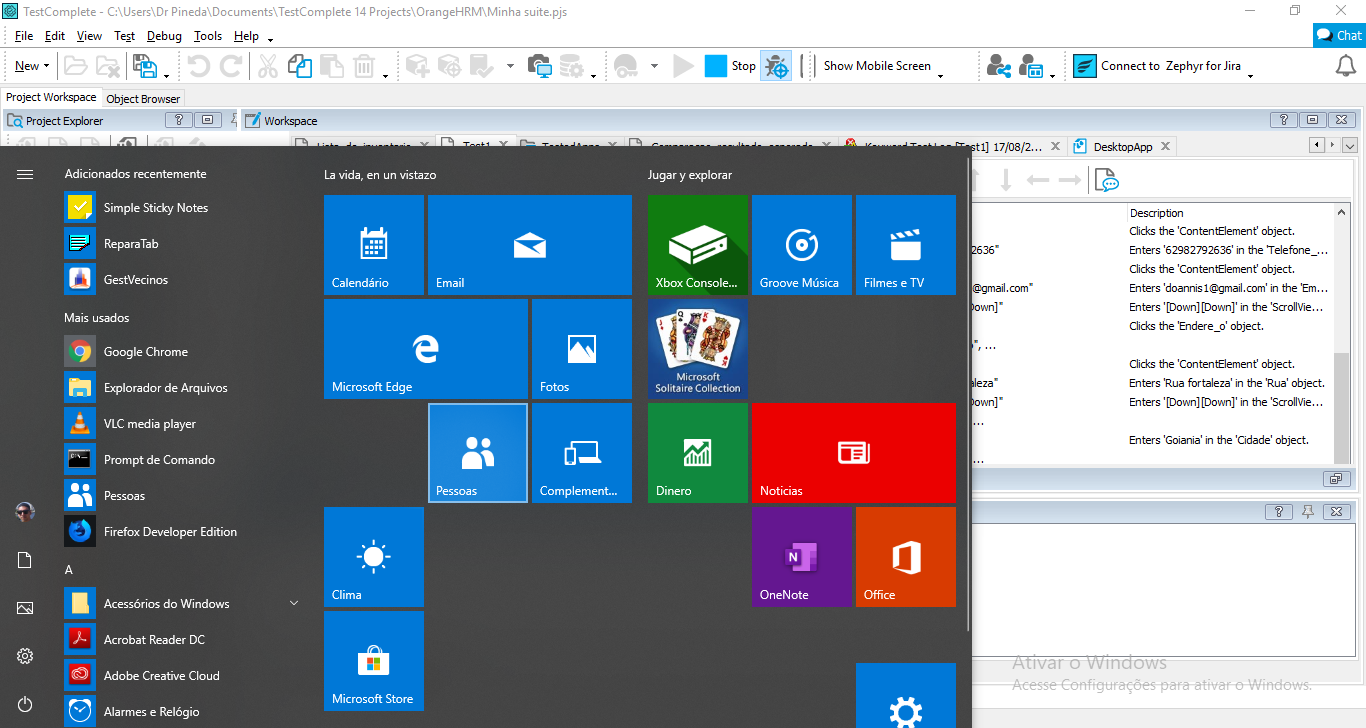 TestComplete - C:\Users\Dr Pineda\Documents\TestComplete 14 Projects\OrangeHRM\Minha suite.pjs
File Edit View Test Debug Tools Help
Chat
New
Stop
Show Mobile Screen
Connect to Zephyr for Jira
Project Workspace
Object Browser
Project Explorer
Workspace
Test1
TestedApps
Keyword Test Log [Test1] 17/08/2...
DesktopApp
Adicionados recentemente
Simple Sticky Notes
ReparaTab
GestVecinos
Mais usados
Google Chrome
Explorador de Arquivos
VLC media player
Prompt de Comando
Pessoas
Firefox Developer Edition
A
Acessórios do Windows
Acrobat Reader DC
Adobe Creative Cloud
Alarmes e Relógio
La vida, en un vistazo
Calendário
Email
Microsoft Edge
Fotos
Pessoas
Complement...
Clima
Microsoft Store
Jugar y explorar
Xbox Console...
Groove Música
Filmes e TV
Microsoft
Solitaire Collection
Dinero
Noticias
OneNote
Office
Description
Clicks the 'ContentElement' object.
2636" Enters '62982792636' in the 'Telefone_...
Clicks the 'ContentElement' object.
@gmail.com" Enters 'doannis1@gmail.com' in the 'Em...
Down]" Enters '[Down][Down]' in the 'ScrollVie...
Clicks the 'Endere_o' object.
", ...
Clicks the 'ContentElement' object.
aleza" Enters 'Rua fortaleza' in the 'Rua' object.
own]" Enters '[Down][Down]' in the 'ScrollVie...
...
Enters 'Goiania' in the 'Cidade' object.
...
Ativar o Windows
Acesse Configurações para ativar o Windows.